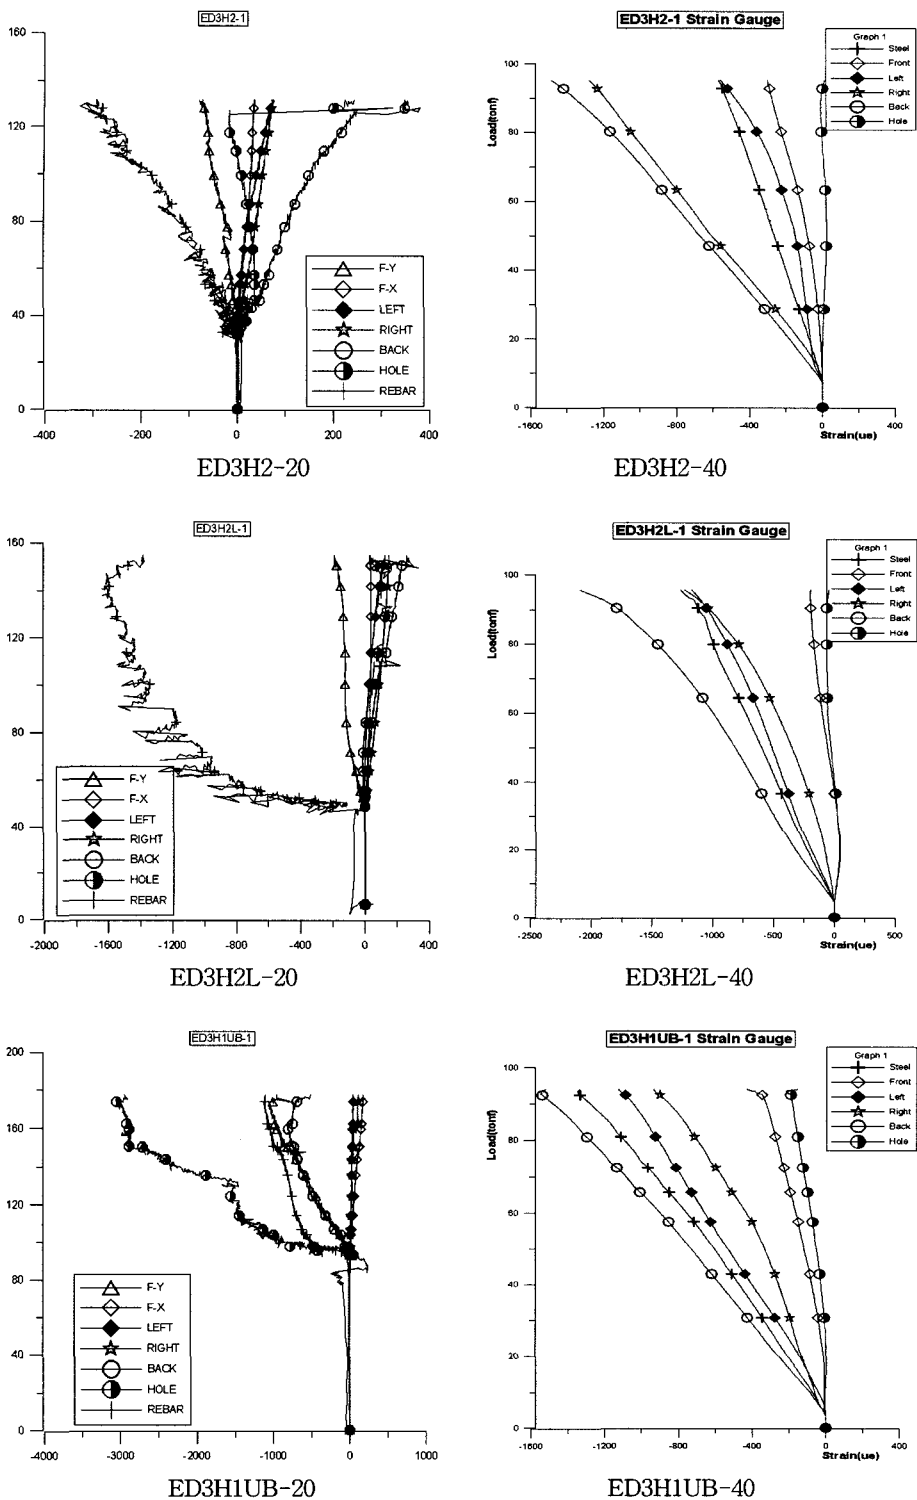 ED3H2-1
160
120
80
40
0
-400
-200
0
200
400
F-Y
F-X
LEFT
RIGHT
BACK
HOLE
REBAR
ED3H2-20
ED3H2-1 Strain Gauge
Graph 1
Steel
Front
Left
Right
Back
Hole
Load(tonf)
100
80
60
40
20
0
-1600
-1200
-800
-400
0
400
Strain(ue)
ED3H2-40
ED3H2L-1
160
120
80
40
0
-2000
-1600
-1200
-800
-400
0
400
F-Y
F-X
LEFT
RIGHT
BACK
HOLE
REBAR
ED3H2L-20
ED3H2L-1 Strain Gauge
Graph 1
Steel
Front
Left
Right
Back
Hole
Load(tonf)
100
80
60
40
20
0
-2500
-2000
-1500
-1000
-500
0
500
Strain(ue)
ED3H2L-40
ED3H1UB-1
200
160
120
80
40
0
-4000
-3000
-2000
-1000
0
1000
F-Y
F-X
LEFT
RIGHT
BACK
HOLE
REBAR
ED3H1UB-20
ED3H1UB-1 Strain Gauge
Graph 1
Steel
Front
Left
Right
Back
Hole
Load(tonf)
100
80
60
40
20
0
-1600
-1200
-800
-400
0
400
Strain(ue)
ED3H1UB-40